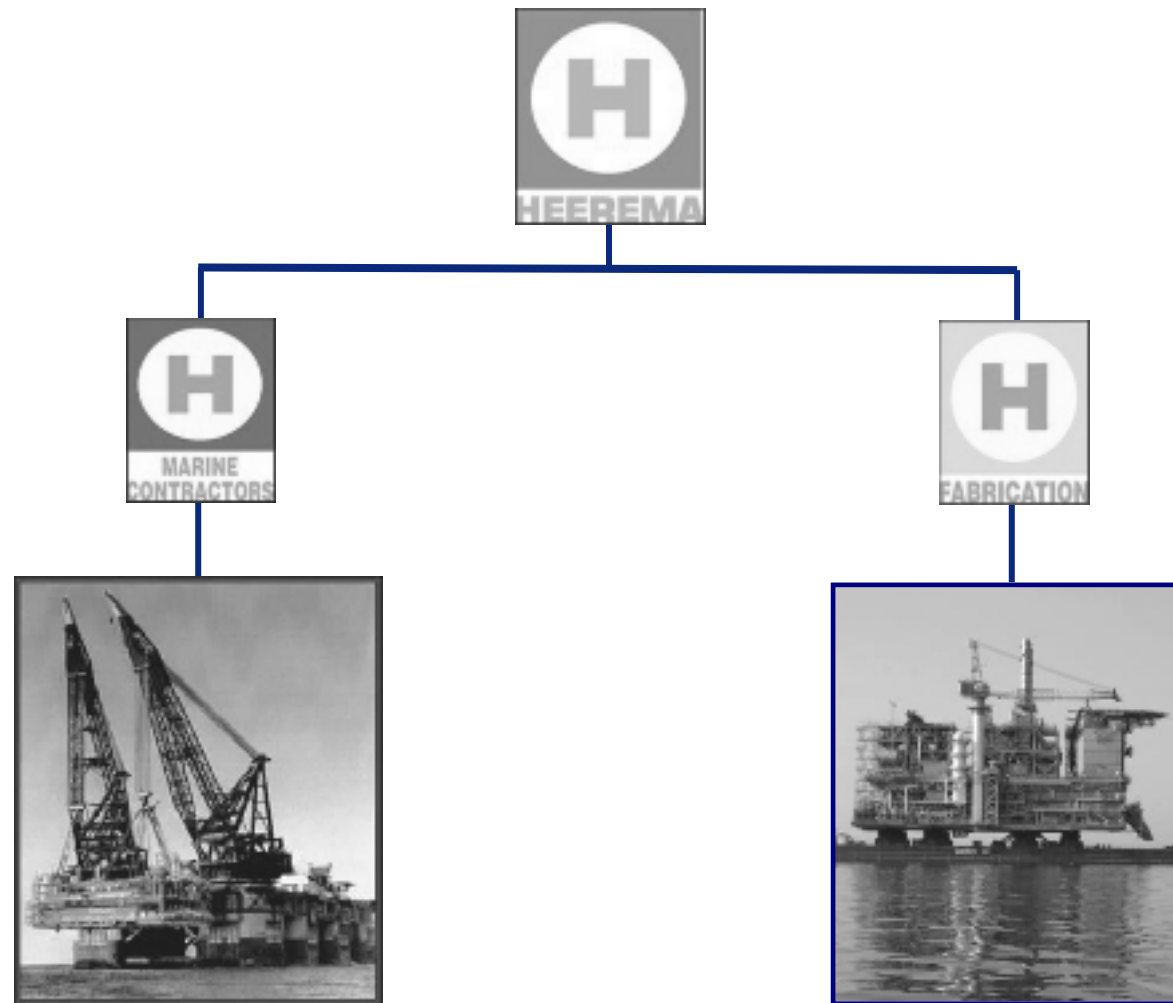 H
HEEREMA
H
MARINE
CONTRACTORS
H
FABRICATION